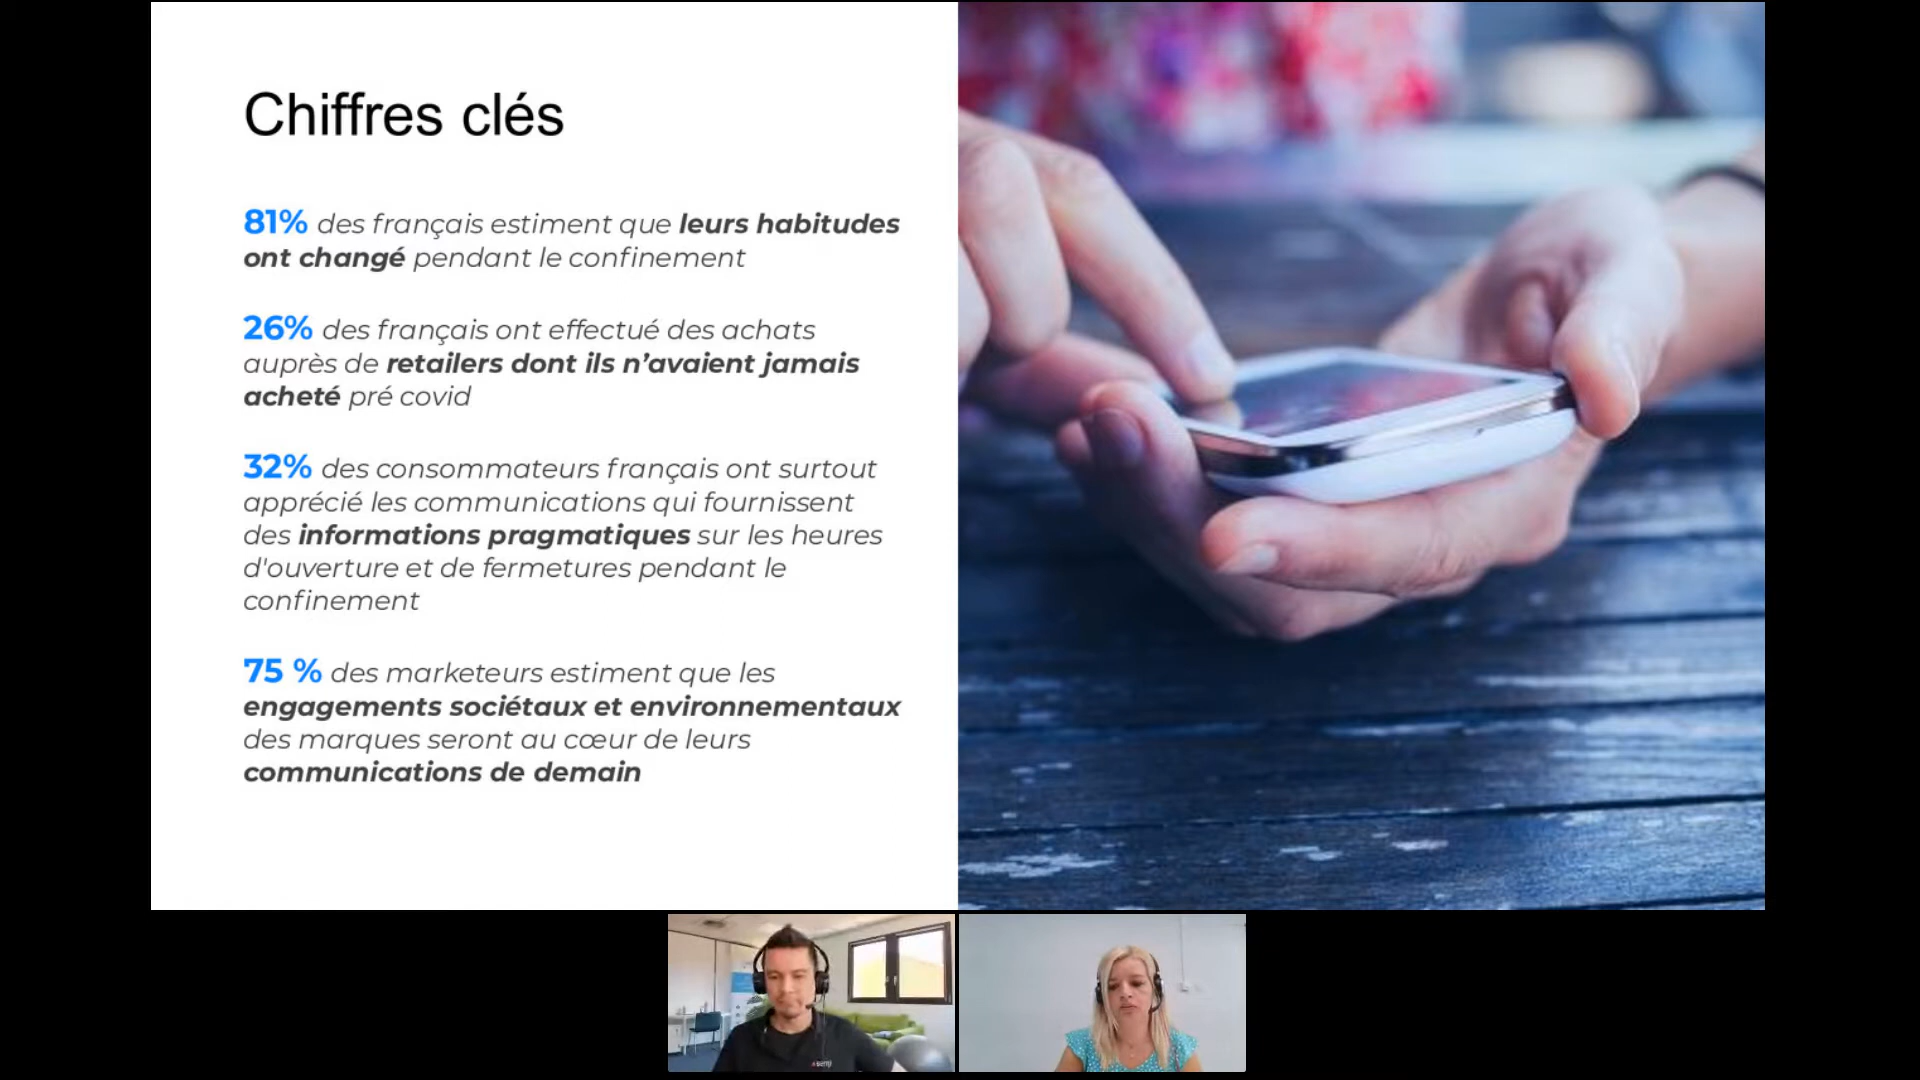 Chiffres clés
81% des français estiment que leurs habitudes
ont changé pendant le confinement
26% des français ont effectué des achats
auprès de retailers dont ils n’avaient jamais
acheté pré covid
32% des consommateurs français ont surtout
apprécié les communications qui fournissent
des informations pragmatiques sur les heures
d'ouverture et de fermetures pendant le
confinement
75 % des marketeurs estiment que les
engagements sociétaux et environnementaux
des marques seront au cœur de leurs
communications de demain